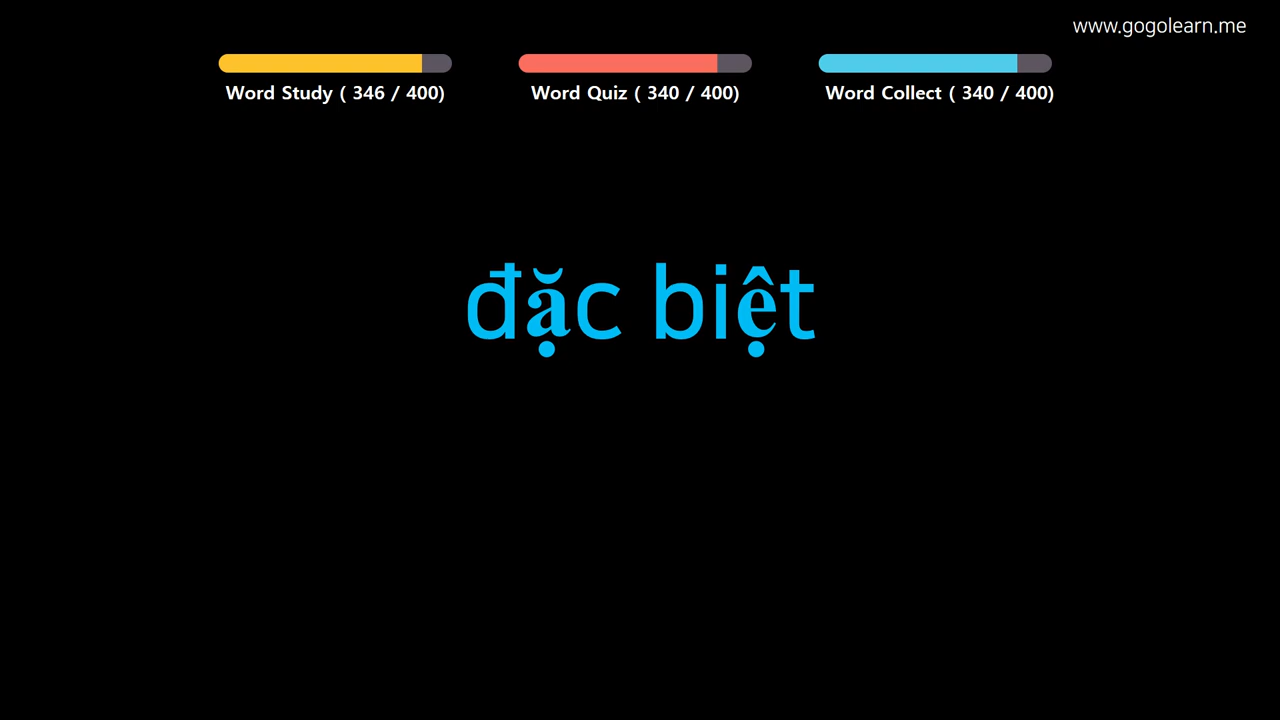 www.gogolearn.me
Word Study ( 346 / 400)
Word Quiz ( 340 / 400)
Word Collect ( 340 / 400)
đặc biệt